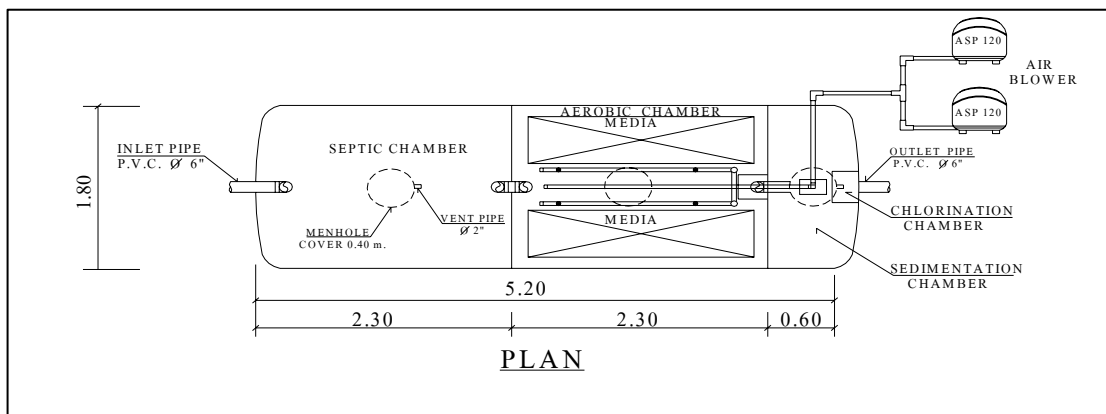 ASP 120
AIR
BLOWER
ASP 120
AEROBIC CHAMBER
MEDIA
INLET PIPE
P.V.C. Ø 6"
SEPTIC CHAMBER
OUTLET PIPE
P.V.C. Ø 6"
1.80
VENT PIPE
Ø 2"
MENHOLE
COVER 0.40 m.
MEDIA
CHLORINATION
CHAMBER
SEDIMENTATION
CHAMBER
5.20
2.30
2.30
0.60
PLAN